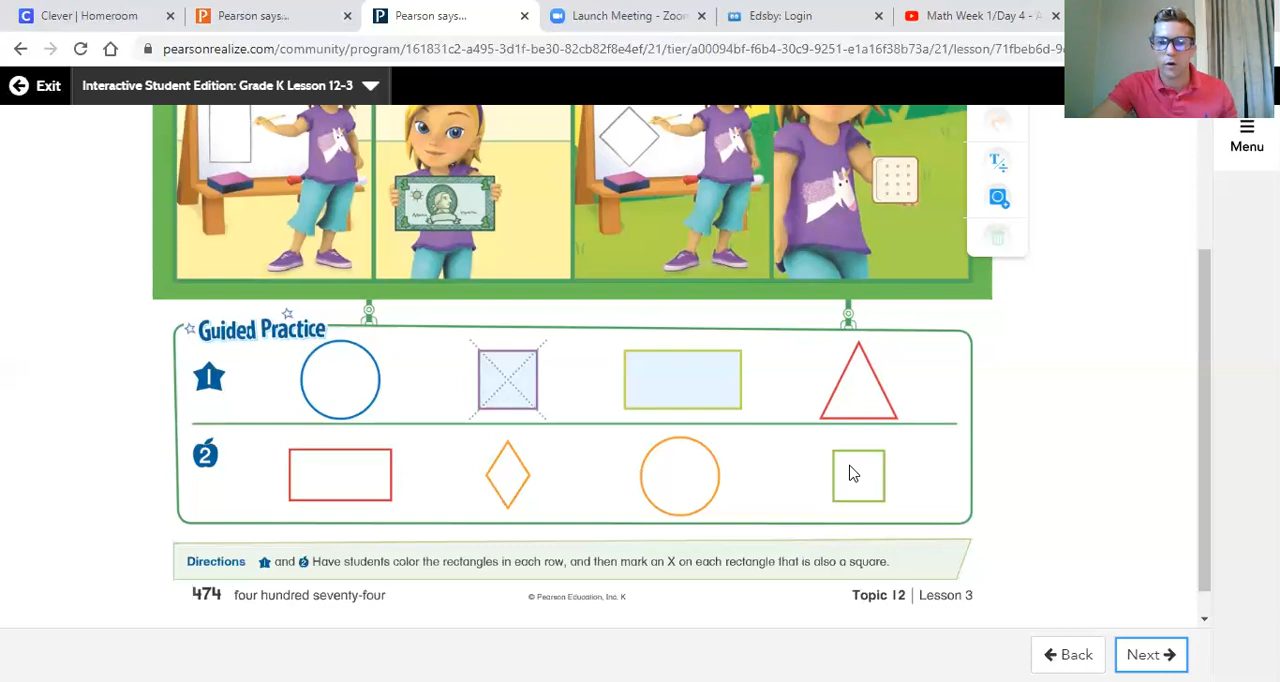 Clever | Homeroom
Pearson says...
Pearson says...
Launch Meeting - Zoom
Edsby: Login
Math Week 1/Day 4 -
pearsonrealize.com/community/program/161831c2-a495-3d1f-be30-82cb82f8e4ef/21/tier/a00094bf-f6b4-30c9-9251-e1a16f38b73a/21/lesson/71fbeb6d-9
Exit
Interactive Student Edition: Grade K Lesson 12-3
Menu
Guided Practice
1
2
Directions 1 and 2 Have students color the rectangles in each row, and then mark an X on each rectangle that is also a square.
474 four hundred seventy-four
© Pearson Education, Inc. K
Topic 12 | Lesson 3
Back
Next